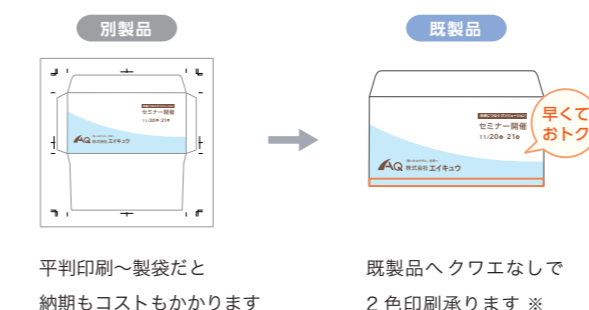 別製品
既製品
セミナー開催
11/20
21
株式会社エイキュウ
セミナー開催
11/20
21
株式会社エイキュウ
早くて
おトク
平判印刷～製袋だと
納期もコストもかかります
既製品へクワエなしで
2色印刷承ります ※